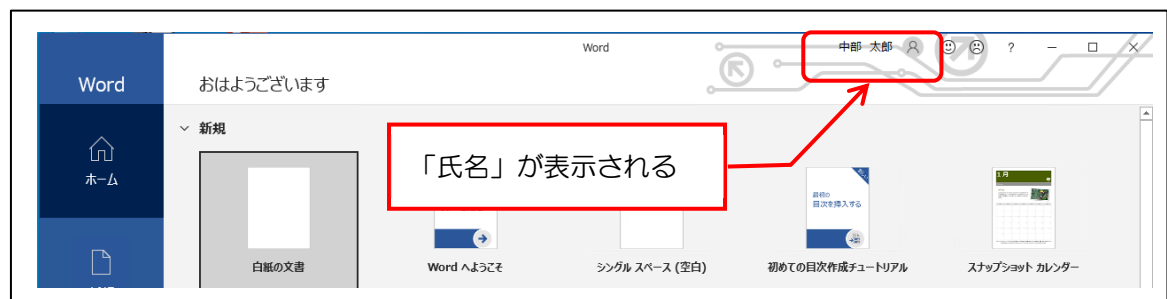 Word
中部 太郎
?
Word
おはようございます
新規
ホーム
「氏名」が表示される
1月
最初の
目次を挿入する
白紙の文書
Word へようこそ
シングル スペース (空白)
初めての目次作成チュートリアル
スナップショット カレンダー